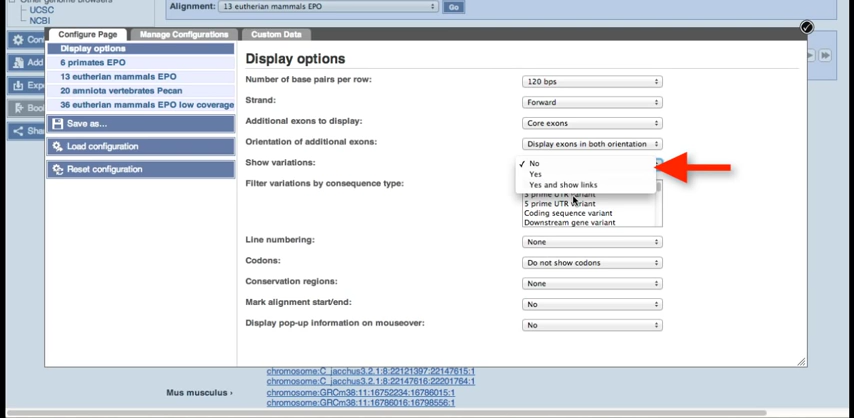 Other genome browsers
UCSC
NCBI
Alignment: 13 eutherian mammals EPO Go
Configure Page Manage Configurations Custom Data
Con
Add
Exp
Boo
Sha
Display options
6 primates EPO
13 eutherian mammals EPO
20 amniota vertebrates Pecan
36 eutherian mammals EPO low coverage
Save as...
Load configuration
Reset configuration
Display options
Number of base pairs per row: 120 bps
Strand: Forward
Additional exons to display: Core exons
Orientation of additional exons: Display exons in both orientation
Show variations: ✓ No
Yes
Yes and show links
Filter variations by consequence type:
5 prime UTR variant
Coding sequence variant
Downstream gene variant
Line numbering: None
Codons: Do not show codons
Conservation regions: None
Mark alignment start/end: No
Display pop-up information on mouseover: No
chromosome:C_jacchus3.2.1:8:22121397:22147615:1
chromosome:C_jacchus3.2.1:8:22147616:22201764:1
Mus musculus › chromosome:GRCm38:11:16752234:16786015:1
chromosome:GRCm38:11:16786016:16798556:1